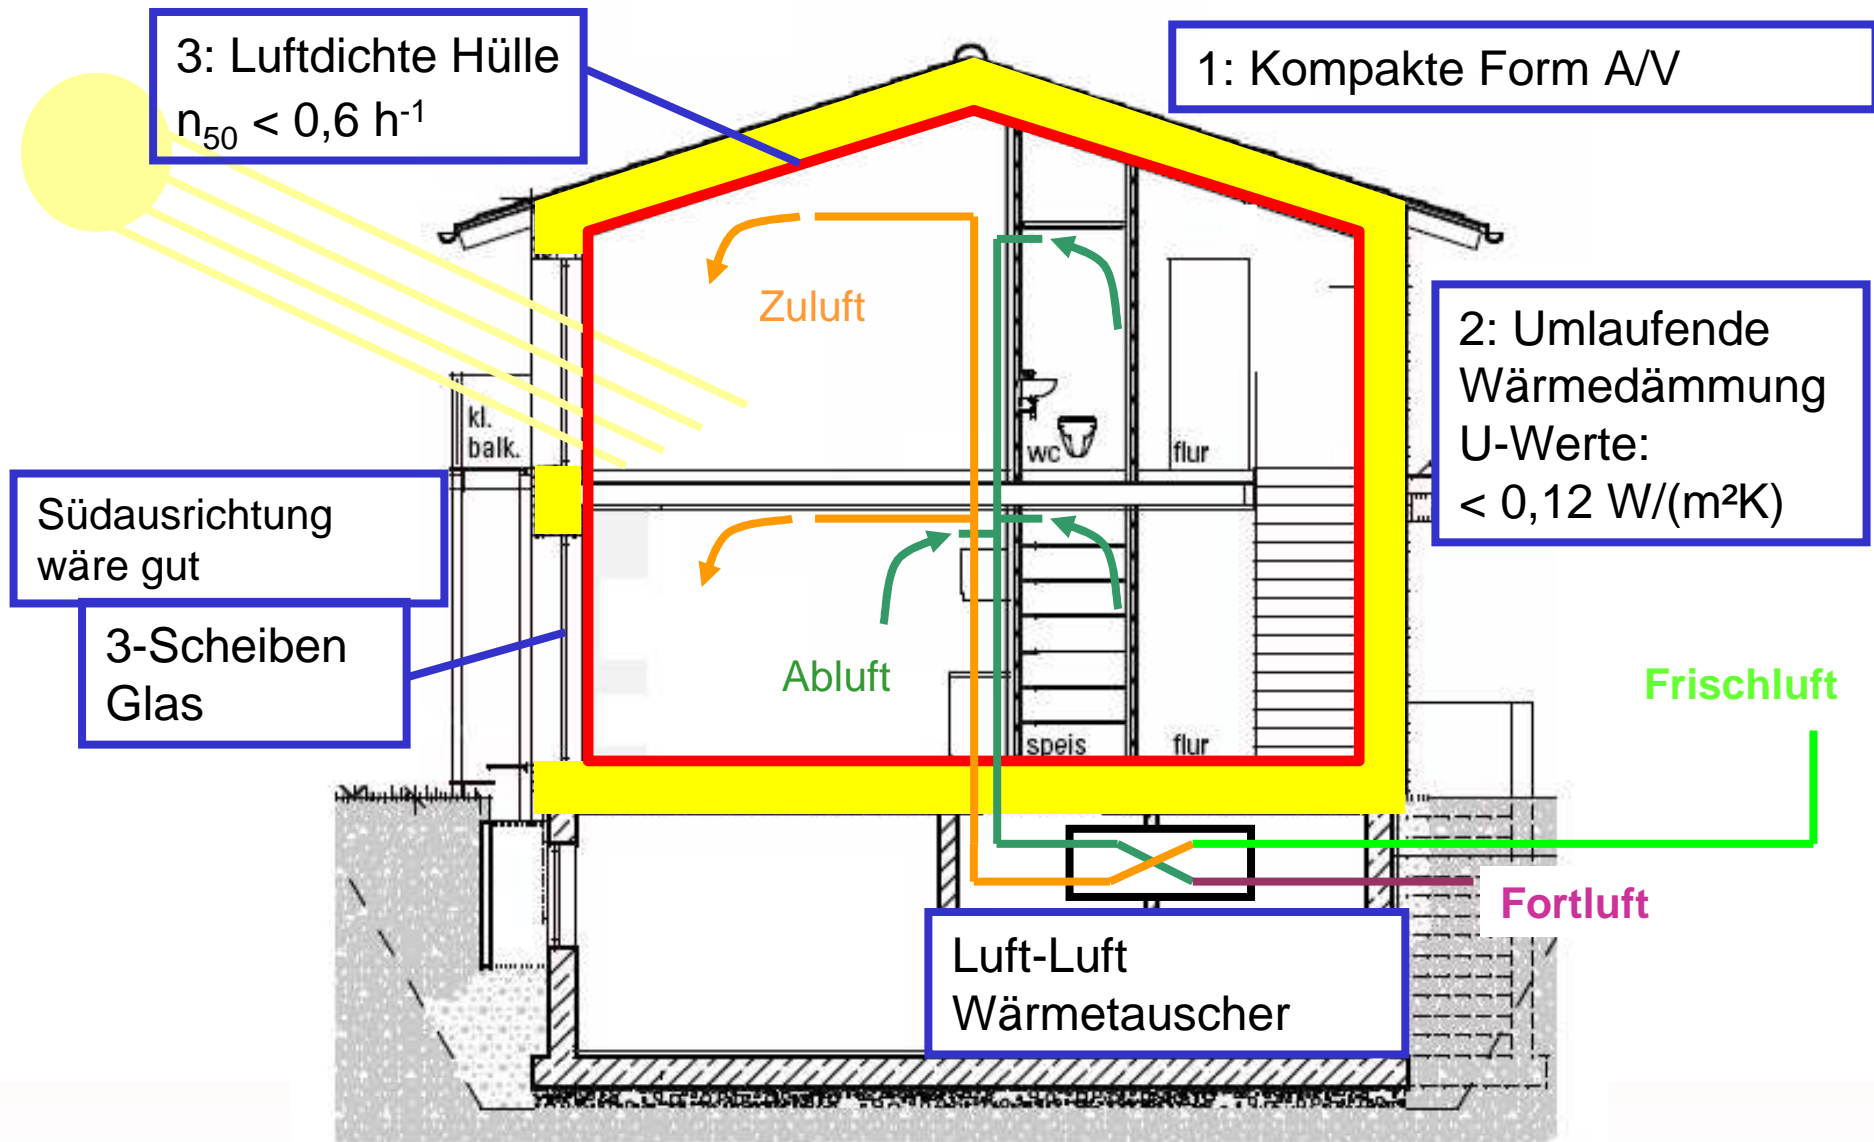 3: Luftdichte Hülle
n₅₀ < 0,6 h⁻¹
1: Kompakte Form A/V
Zuluft
2: Umlaufende
Wärmedämmung
U-Werte:
< 0,12 W/(m²K)
kl.
balk.
wc
flur
Südausrichtung
wäre gut
3-Scheiben
Glas
Abluft
Frischluft
speis
flur
Fortluft
Luft-Luft
Wärmetauscher